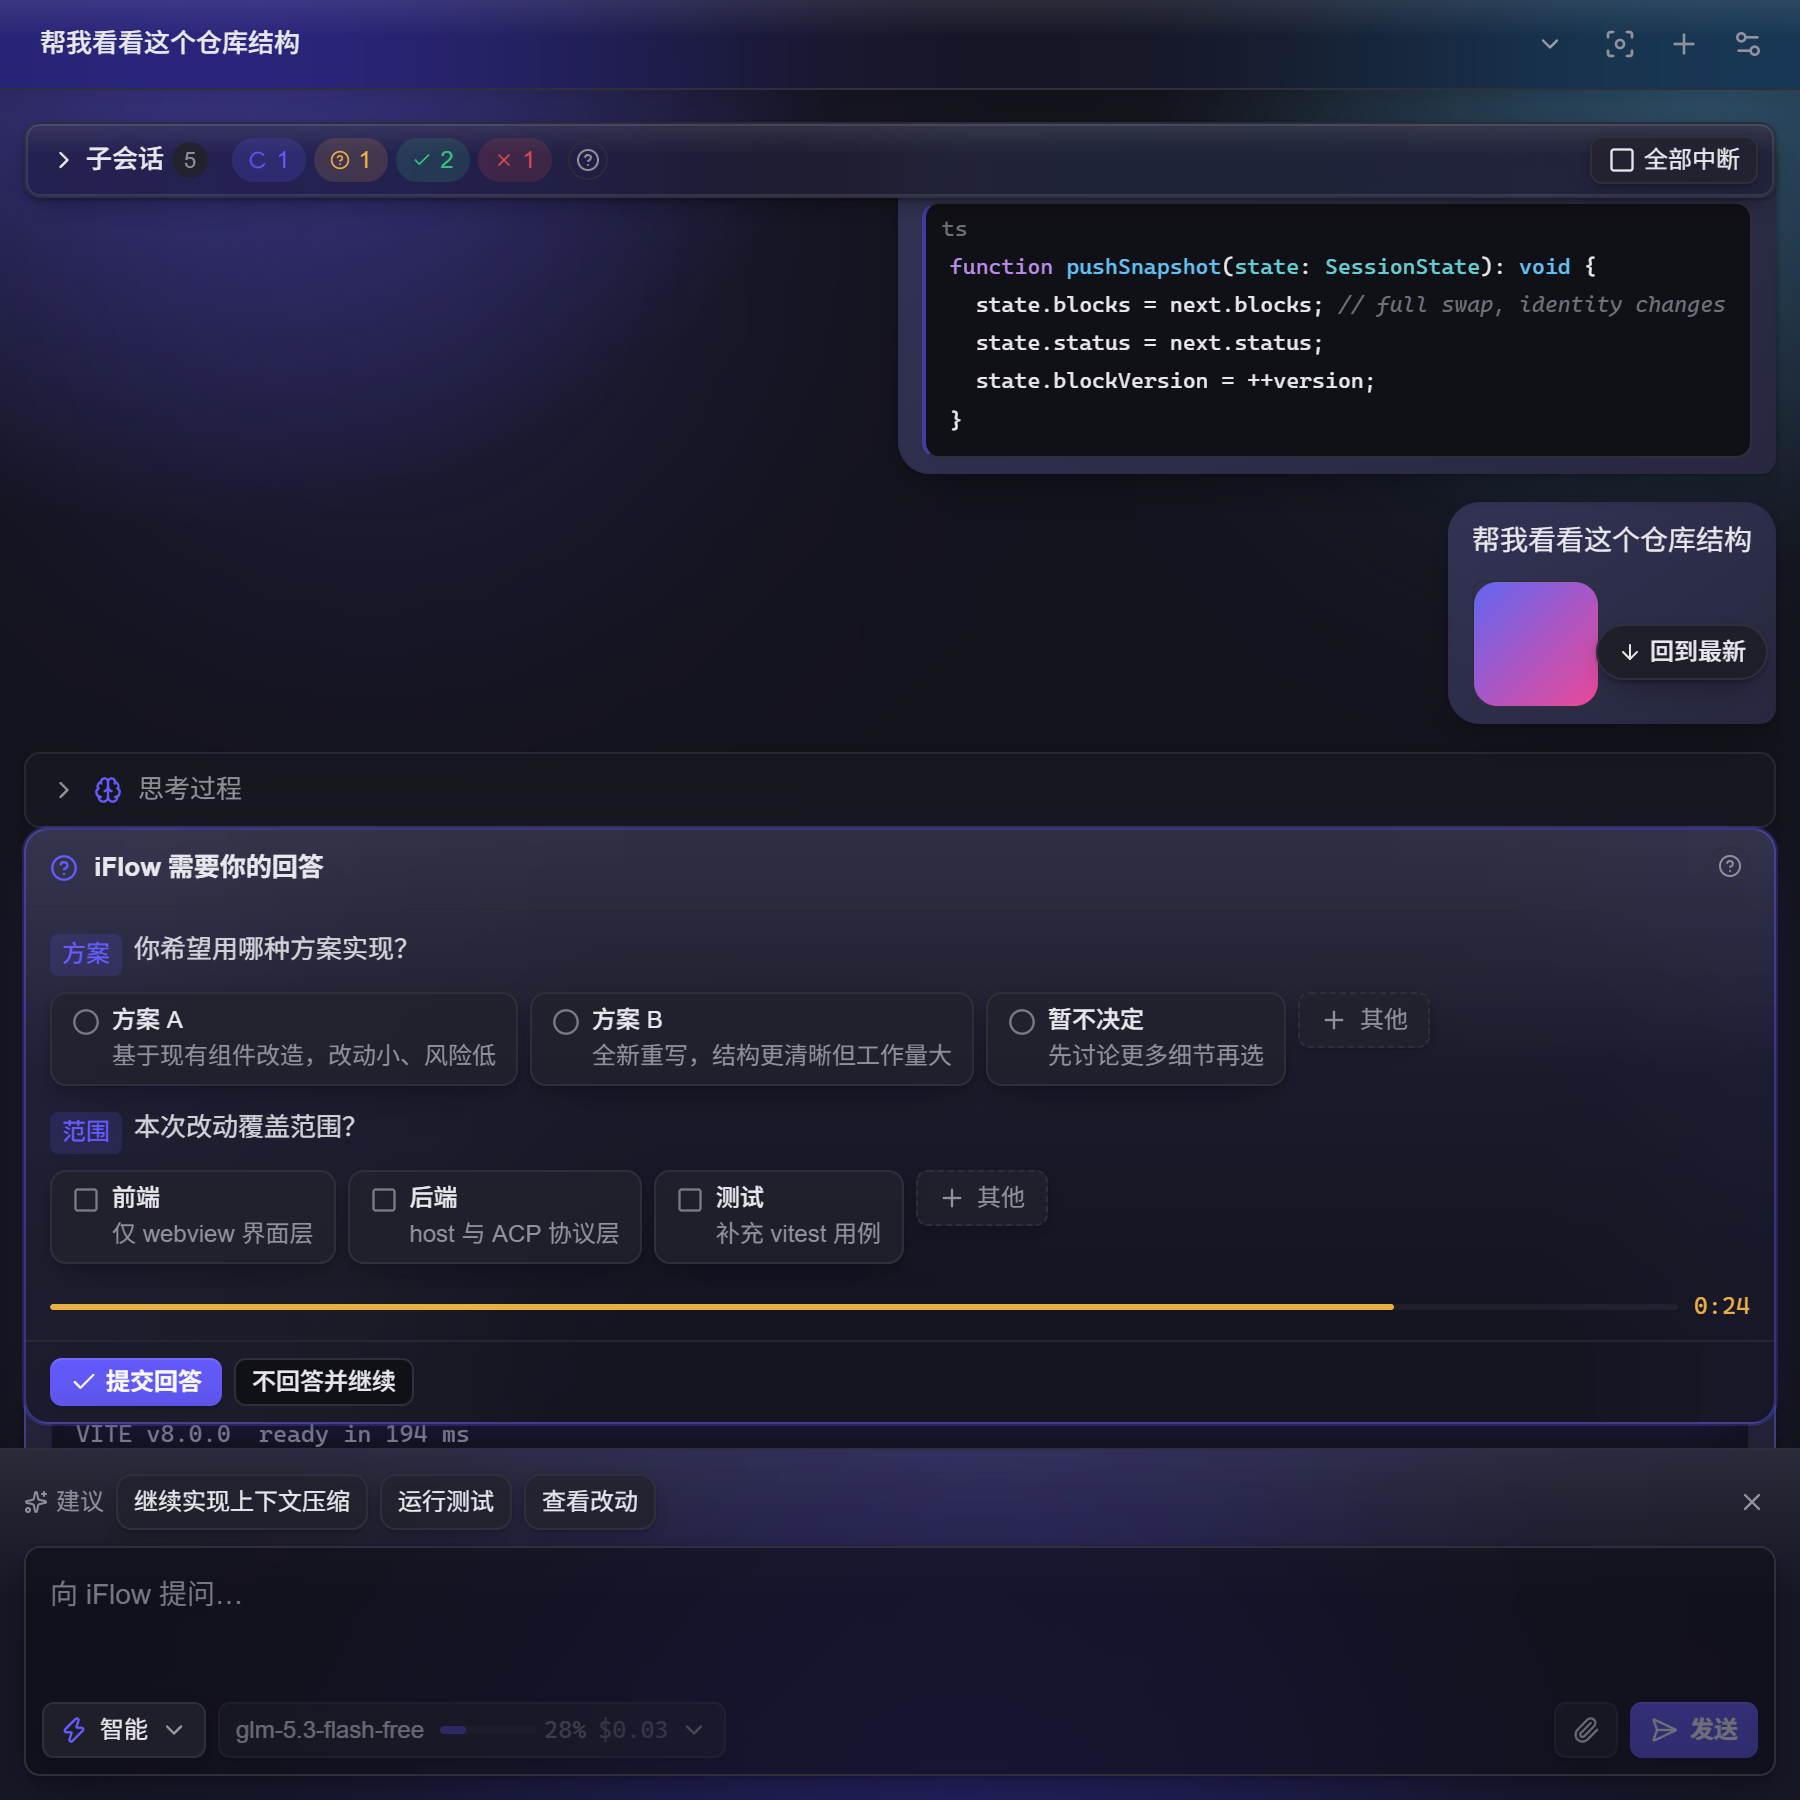 帮我看看这个仓库结构
子会话 5 1 1 2 1 全部中断
ts
function pushSnapshot(state: SessionState): void {
state.blocks = next.blocks; // full swap, identity changes
state.status = next.status;
state.blockVersion = ++version;
}
帮我看看这个仓库结构
回到最新
思考过程
iFlow 需要你的回答
方案 你希望用哪种方案实现？
方案 A
基于现有组件改造，改动小、风险低
方案 B
全新重写，结构更清晰但工作量大
暂不决定
先讨论更多细节再选
其他
范围 本次改动覆盖范围？
前端
仅 webview 界面层
后端
host 与 ACP 协议层
测试
补充 vitest 用例
其他
0:24
提交回答 不回答并继续
VITE v8.0.0 ready in 194 ms
建议 继续实现上下文压缩 运行测试 查看改动
向 iFlow 提问…
智能 glm-5.3-flash-free 28% $0.03 发送